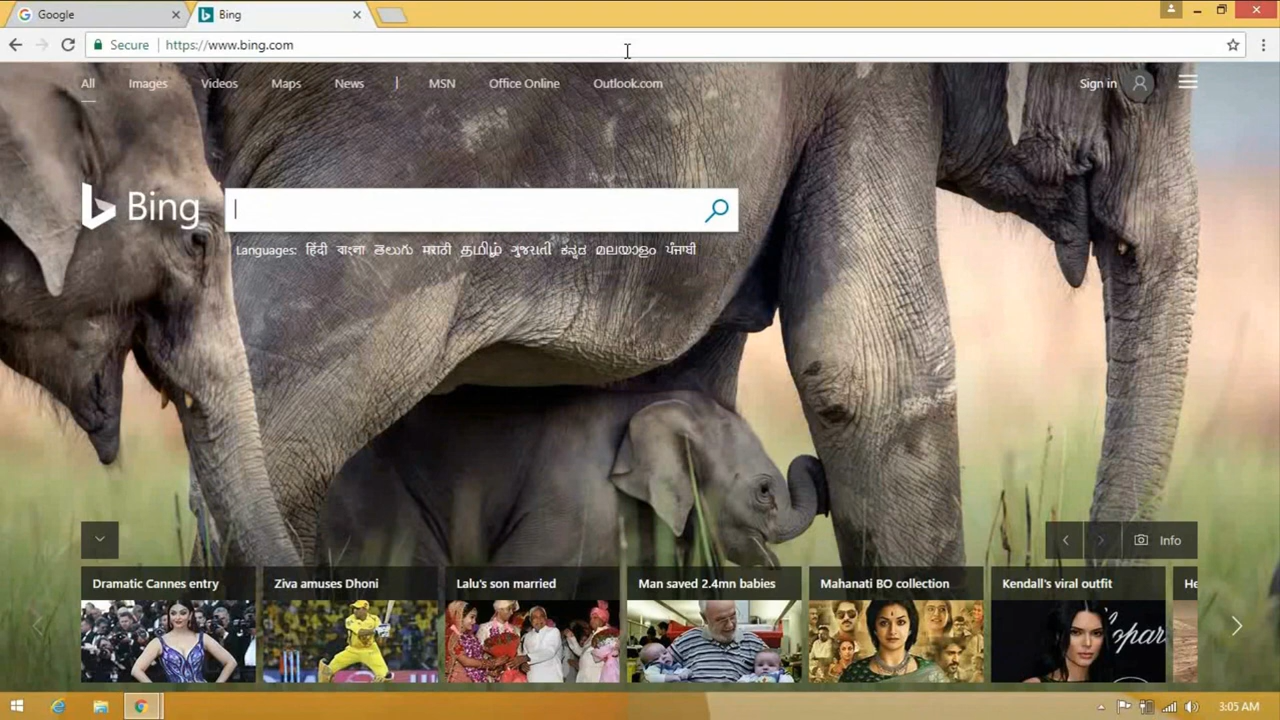 Google
Bing
Secure | https://www.bing.com
All Images Videos Maps News | MSN Office Online Outlook.com Sign in
Bing
Languages: हिंदी বাংলা తెలుగు मराठी தமிழ் ગુજરાતી ಕನ್ನಡ മലയാളം ਪੰਜਾਬੀ
Info
Dramatic Cannes entry
Ziva amuses Dhoni
Lalu's son married
Man saved 2.4mn babies
Mahanati BO collection
Kendall's viral outfit
He
opar
3:05 AM